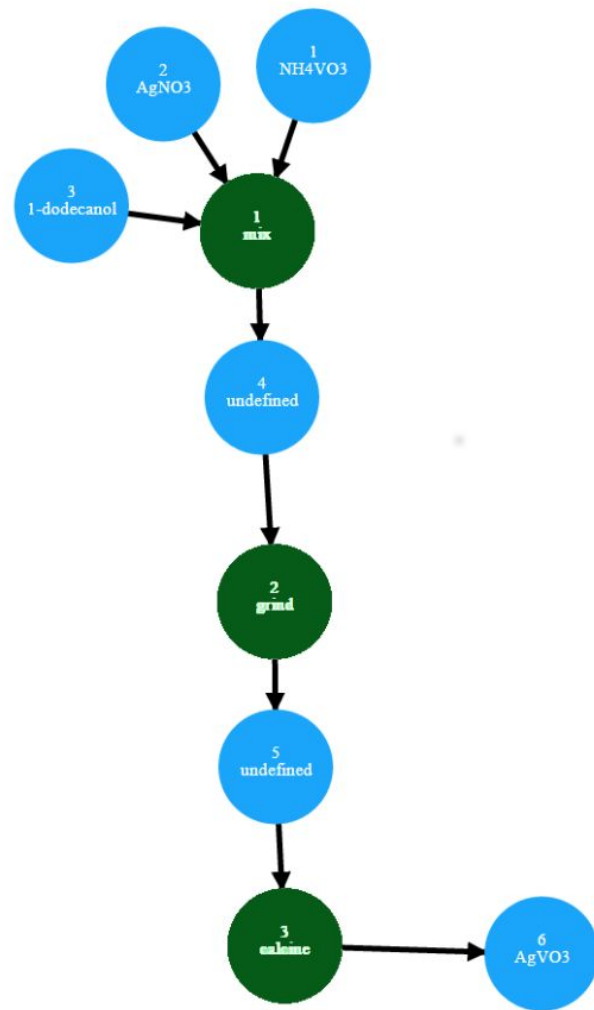 1
NH4VO3
2
AgNO3
3
1-dodecanol
1
mix
4
undefined
2
grind
5
undefined
3
calcine
6
AgVO3